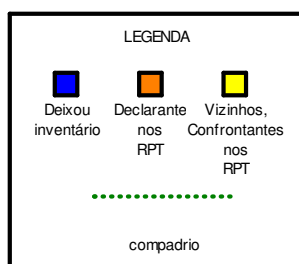 LEGENDA
Deixou
inventário
Declarante
nos
RPT
Vizinhos,
Confrontantes
nos
RPT
compadrio